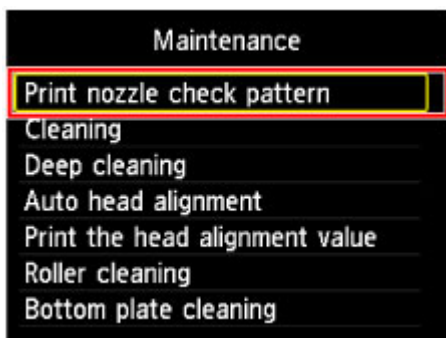 Maintenance
Print nozzle check pattern
Cleaning
Deep cleaning
Auto head alignment
Print the head alignment value
Roller cleaning
Bottom plate cleaning